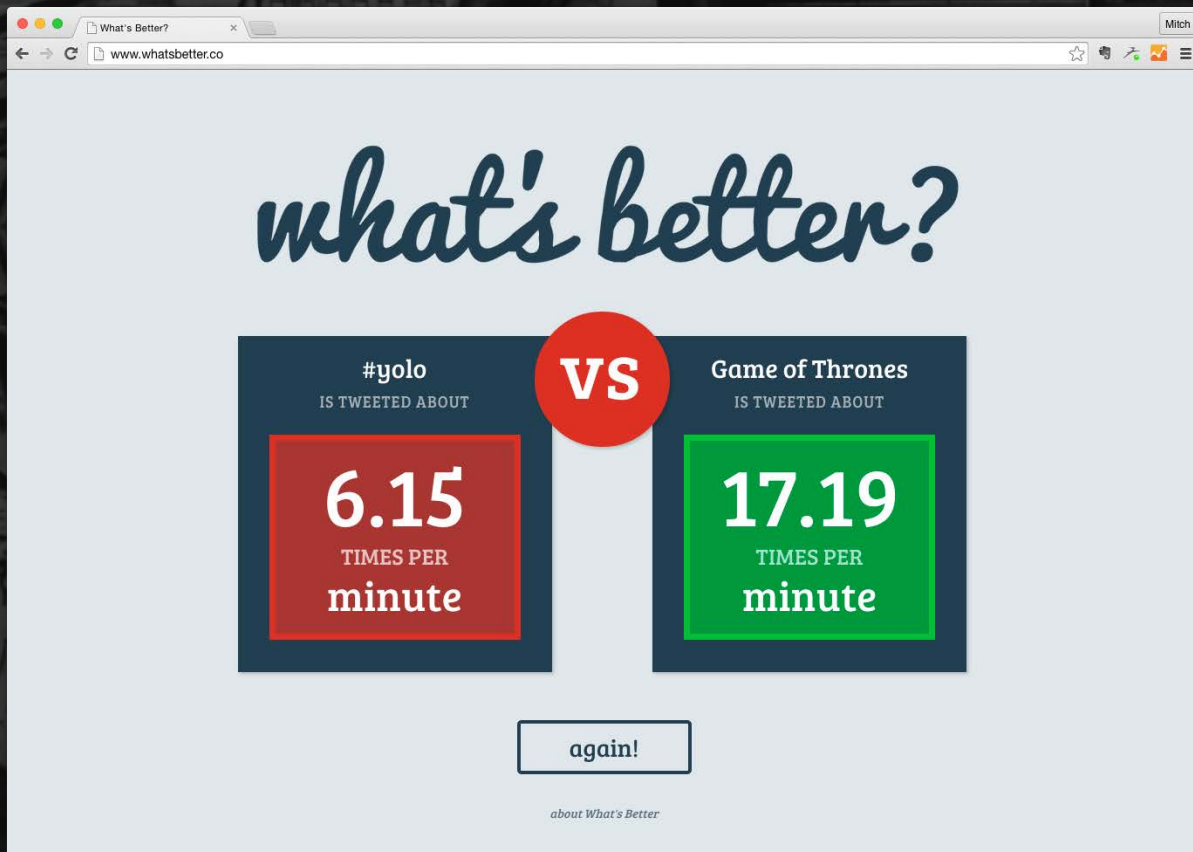 What's Better?
Mitch
www.whatsbetter.co
what's better?
#yolo
IS TWEETED ABOUT
6.15
TIMES PER
minute
VS
Game of Thrones
IS TWEETED ABOUT
17.19
TIMES PER
minute
again!
about What's Better